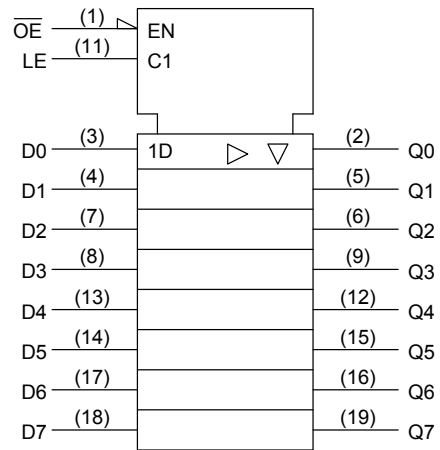 O̅E̅ (1) EN
LE (11) C1
D0 (3) 1D (2) Q0
D1 (4) (5) Q1
D2 (7) (6) Q2
D3 (8) (9) Q3
D4 (13) (12) Q4
D5 (14) (15) Q5
D6 (17) (16) Q6
D7 (18) (19) Q7